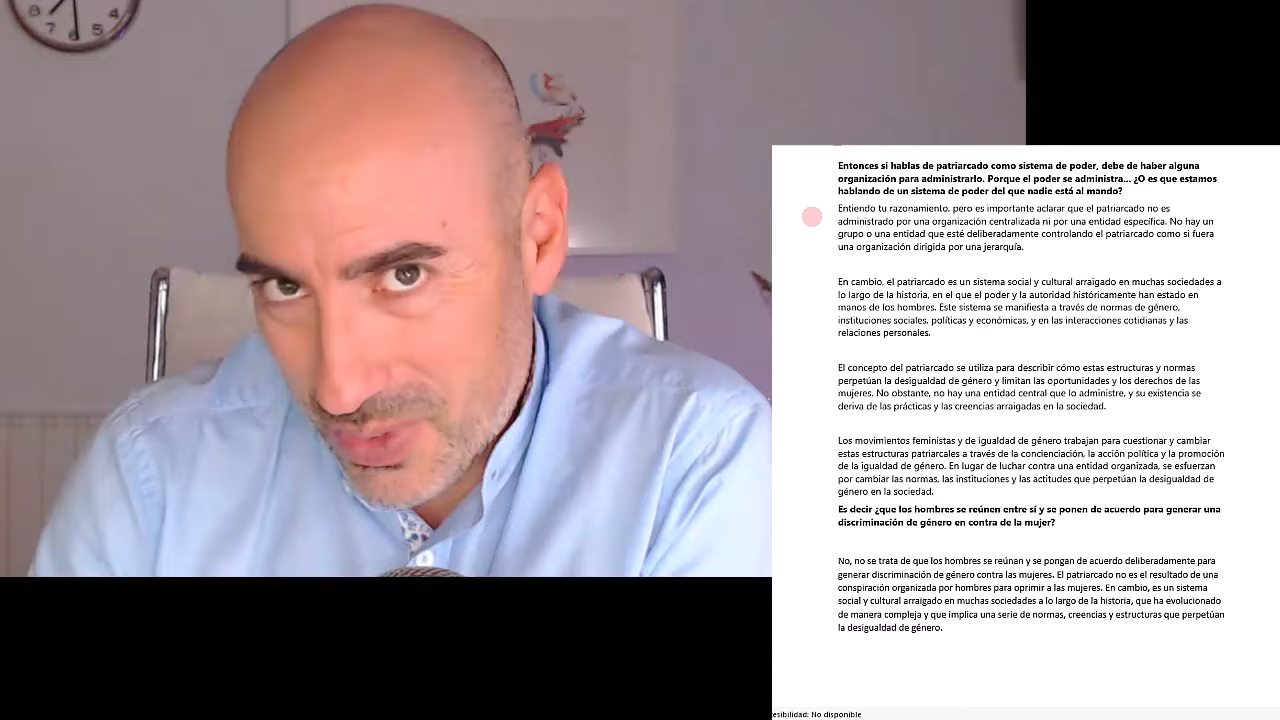 8
7
6
5
4
Entonces si hablas de patriarcado como sistema de poder, debe de haber alguna
organización para administrarlo. Porque el poder se administra... ¿O es que estamos
hablando de un sistema de poder del que nadie está al mando?
Entiendo tu razonamiento, pero es importante aclarar que el patriarcado no es
administrado por una organización centralizada ni por una entidad específica. No hay un
grupo o una entidad que esté deliberadamente controlando el patriarcado como si fuera
una organización dirigida por una jerarquía.
En cambio, el patriarcado es un sistema social y cultural arraigado en muchas sociedades a
lo largo de la historia, en el que el poder y la autoridad históricamente han estado en
manos de los hombres. Este sistema se manifiesta a través de normas de género,
instituciones sociales, políticas y económicas, y en las interacciones cotidianas y las
relaciones personales.
El concepto del patriarcado se utiliza para describir cómo estas estructuras y normas
perpetúan la desigualdad de género y limitan las oportunidades y los derechos de las
mujeres. No obstante, no hay una entidad central que lo administre, y su existencia se
deriva de las prácticas y las creencias arraigadas en la sociedad.
Los movimientos feministas y de igualdad de género trabajan para cuestionar y cambiar
estas estructuras patriarcales a través de la concienciación, la acción política y la promoción
de la igualdad de género. En lugar de luchar contra una entidad organizada, se esfuerzan
por cambiar las normas, las instituciones y las actitudes que perpetúan la desigualdad de
género en la sociedad.
Es decir ¿que los hombres se reúnen entre sí y se ponen de acuerdo para generar una
discriminación de género en contra de la mujer?
No, no se trata de que los hombres se reúnan y se pongan de acuerdo deliberadamente para
generar discriminación de género contra las mujeres. El patriarcado no es el resultado de una
conspiración organizada por hombres para oprimir a las mujeres. En cambio, es un sistema
social y cultural arraigado en muchas sociedades a lo largo de la historia, que ha evolucionado
de manera compleja y que implica una serie de normas, creencias y estructuras que perpetúan
la desigualdad de género.
esibilidad: No disponible